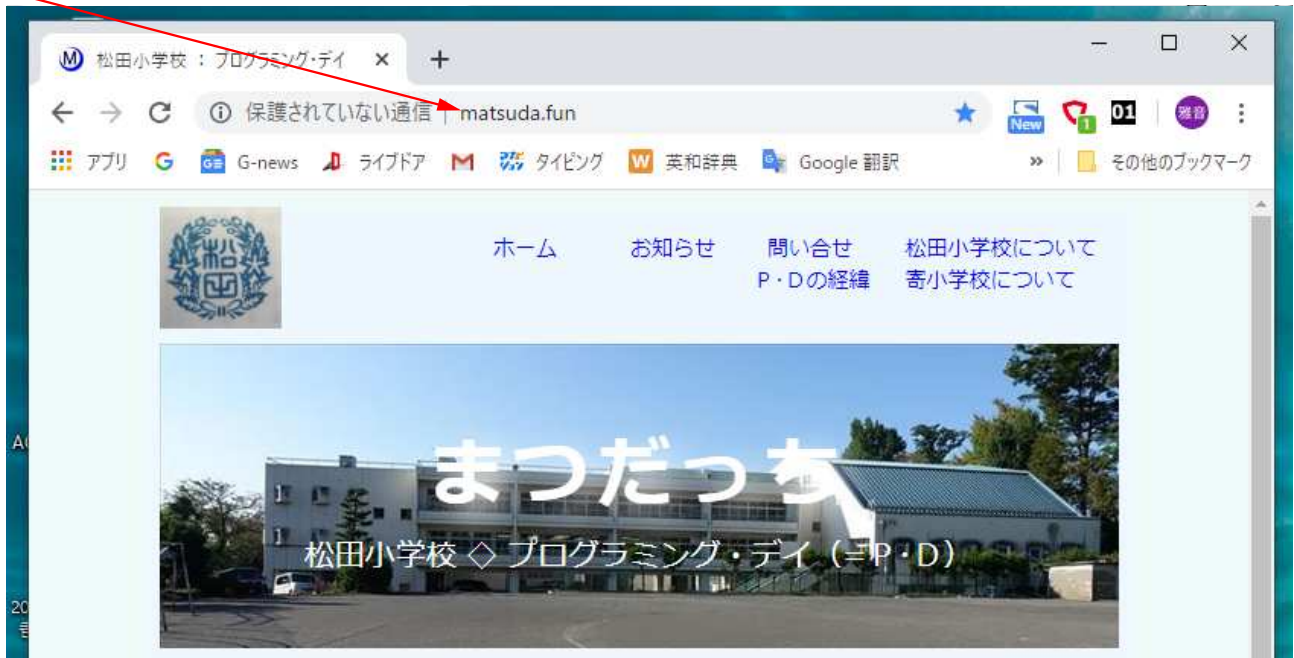 松田小学校 : プログラミング・デイ
保護されていない通信 | matsuda.fun
New
1
01
雅音
アプリ
G-news
ライブドア
タイピング
W 英和辞典
Google 翻訳
»
その他のブックマーク
松田
ホーム お知らせ 問い合せ 松田小学校について
P・Dの経緯 寄小学校について
まつだっち
松田小学校 ◇ プログラミング・デイ (=P・D)
20